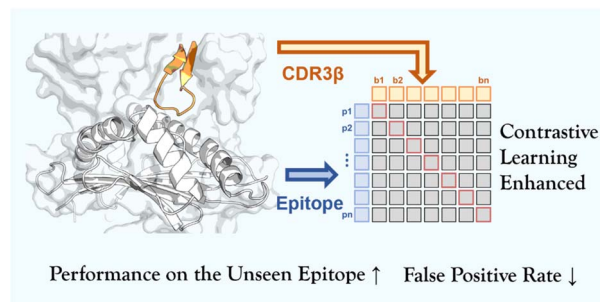 CDR3β
b1 b2 bn
p1
p2
⋮
pn
Epitope
Contrastive
Learning
Enhanced
Performance on the Unseen Epitope ↑ False Positive Rate ↓